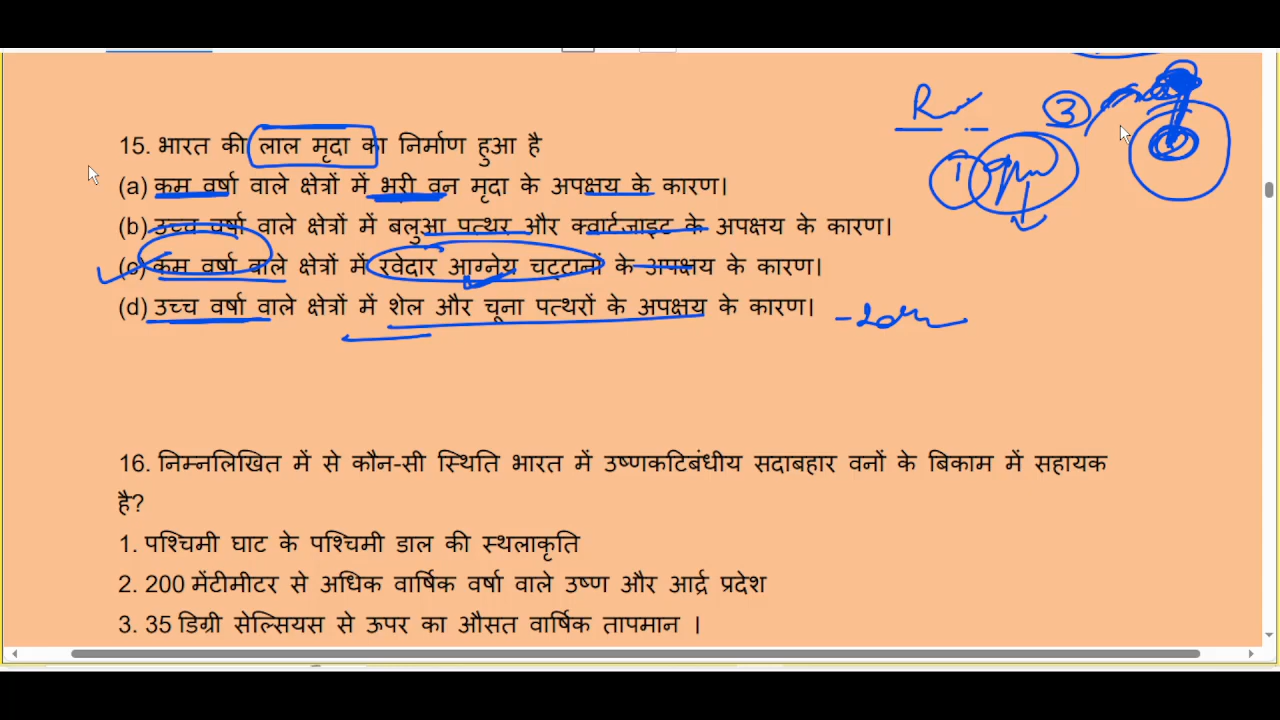 15. भारत की लाल मृदा का निर्माण हुआ है
(a) कम वर्षा वाले क्षेत्रों में भरी वन मृदा के अपक्षय के कारण।
(b) उच्च वर्षा वाले क्षेत्रों में बलुआ पत्थर और क्वार्टजाइट के अपक्षय के कारण।
(c) कम वर्षा वाले क्षेत्रों में रवेदार आग्नेय चट्टानों के अपक्षय के कारण।
(d) उच्च वर्षा वाले क्षेत्रों में शेल और चूना पत्थरों के अपक्षय के कारण।
16. निम्नलिखित में से कौन-सी स्थिति भारत में उष्णकटिबंधीय सदाबहार वनों के बिकाम में सहायक
है?
1. पश्चिमी घाट के पश्चिमी डाल की स्थलाकृति
2. 200 मेंटीमीटर से अधिक वार्षिक वर्षा वाले उष्ण और आर्द्र प्रदेश
3. 35 डिग्री सेल्सियस से ऊपर का औसत वार्षिक तापमान ।
3
1